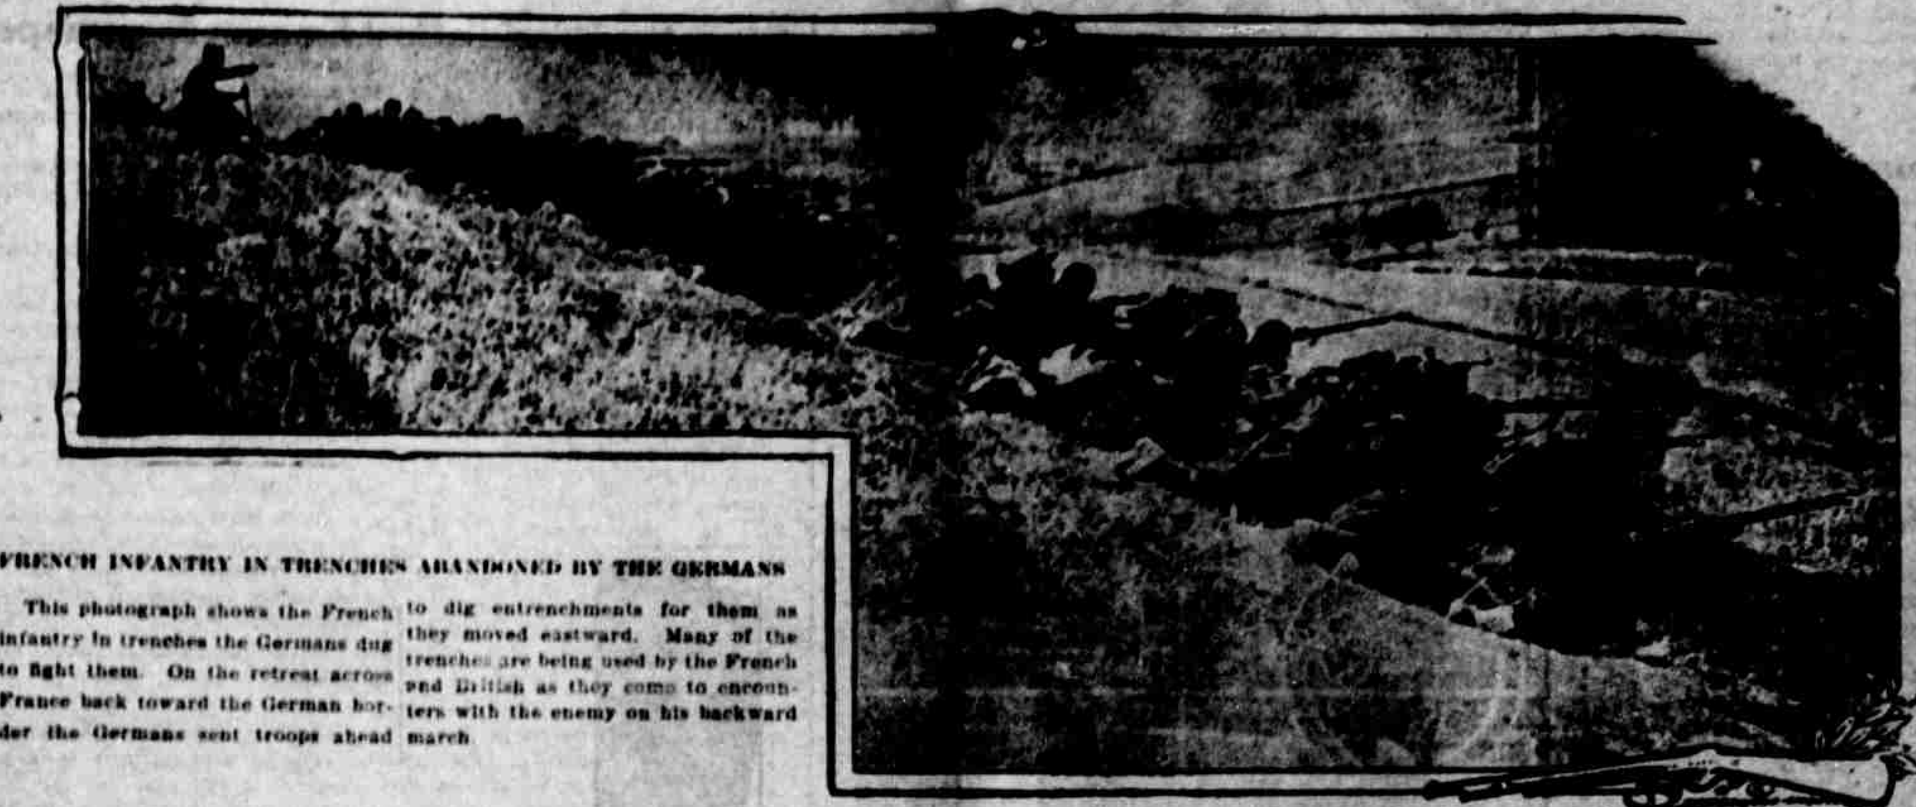 FRENCH INFANTRY IN TRENCHES ABANDONED BY THE GERMANS
This photograph shows the French
infantry in trenches the Germans dug
to fight them. On the retreat across
France back toward the German bor-
der the Germans sent troops ahead
to dig entrenchments for them as
they moved eastward. Many of the
trenches are being used by the French
and British as they come to encoun-
ters with the enemy on his backward
march